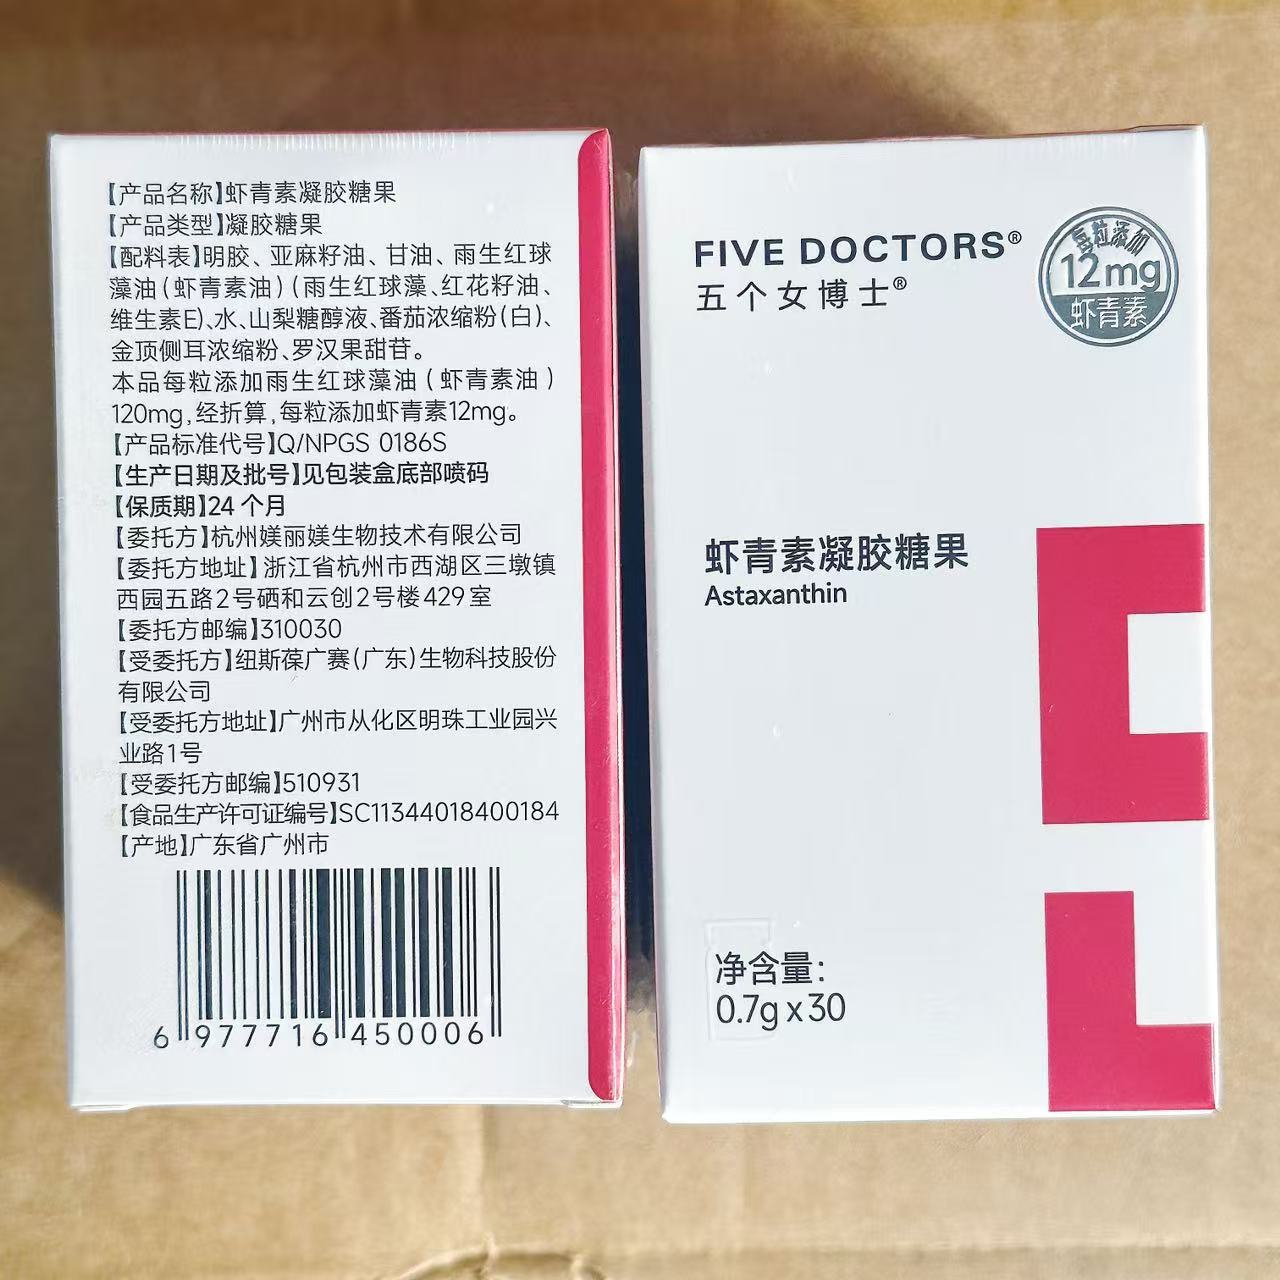 【产品名称】虾青素凝胶糖果
【产品类型】凝胶糖果
【配料表】明胶、亚麻籽油、甘油、雨生红球
藻油(虾青素油)(雨生红球藻、红花籽油、
维生素E)、水、山梨糖醇液、番茄浓缩粉(白)、
金顶侧耳浓缩粉、罗汉果甜苷。
本品每粒添加雨生红球藻油(虾青素油)
120mg,经折算,每粒添加虾青素12mg。
【产品标准代号】Q/NPGS 0186S
【生产日期及批号】见包装盒底部喷码
【保质期】24个月
【委托方】杭州媄丽媄生物技术有限公司
【委托方地址】浙江省杭州市西湖区三墩镇
西园五路2号硒和云创2号楼429室
【委托方邮编】310030
【受委托方】纽斯葆广赛(广东)生物科技股份
有限公司
【受委托方地址】广州市从化区明珠工业园兴
业路1号
【受委托方邮编】510931
【食品生产许可证编号】SC11344018400184
【产地】广东省广州市
6 977716 450006
FIVE DOCTORS®
五个女博士®
每粒添加
12mg
虾青素
虾青素凝胶糖果
Astaxanthin
净含量:
0.7g x 30